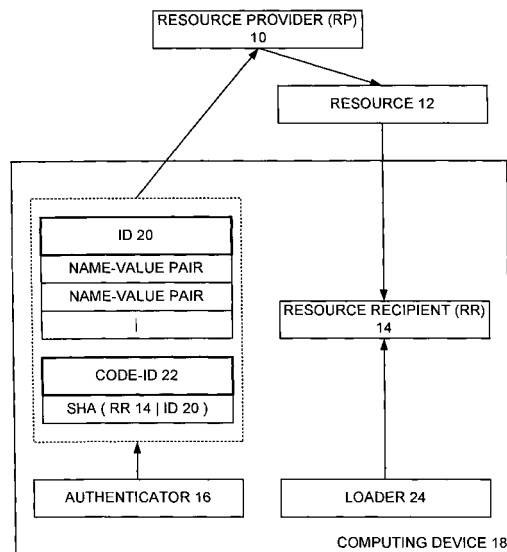 RESOURCE PROVIDER (RP)
10
RESOURCE 12
ID 20
NAME-VALUE PAIR
NAME-VALUE PAIR
|
CODE-ID 22
SHA ( RR 14 | ID 20 )
RESOURCE RECIPIENT (RR)
14
AUTHENTICATOR 16
LOADER 24
COMPUTING DEVICE 18